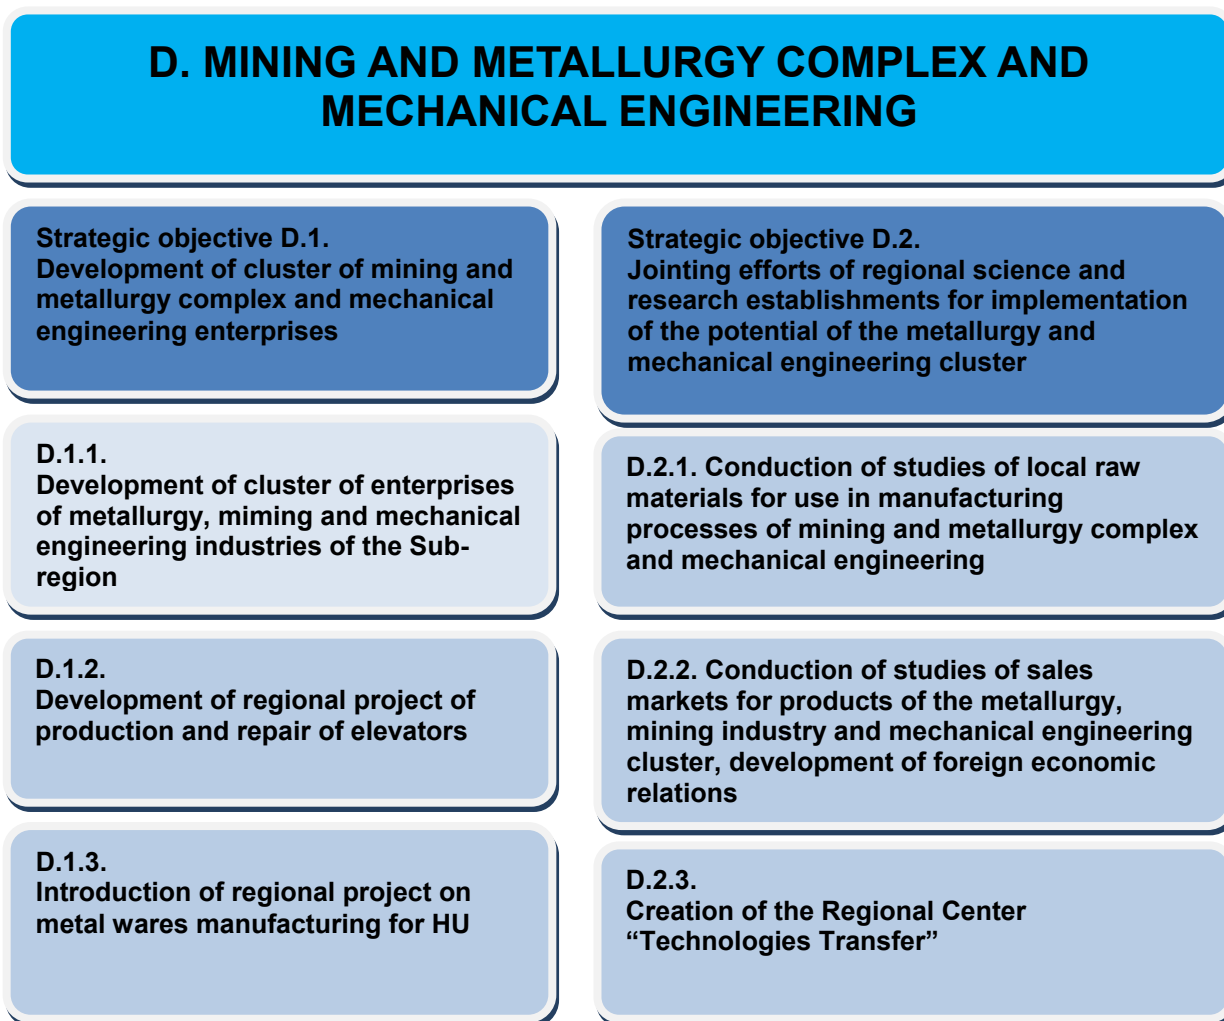 D. MINING AND METALLURGY COMPLEX AND
MECHANICAL ENGINEERING
Strategic objective D.1.
Development of cluster of mining and
metallurgy complex and mechanical
engineering enterprises
D.1.1.
Development of cluster of enterprises
of metallurgy, miming and mechanical
engineering industries of the Sub-
region
D.1.2.
Development of regional project of
production and repair of elevators
D.1.3.
Introduction of regional project on
metal wares manufacturing for HU
Strategic objective D.2.
Jointing efforts of regional science and
research establishments for implementation
of the potential of the metallurgy and
mechanical engineering cluster
D.2.1. Conduction of studies of local raw
materials for use in manufacturing
processes of mining and metallurgy complex
and mechanical engineering
D.2.2. Conduction of studies of sales
markets for products of the metallurgy,
mining industry and mechanical engineering
cluster, development of foreign economic
relations
D.2.3.
Creation of the Regional Center
“Technologies Transfer”